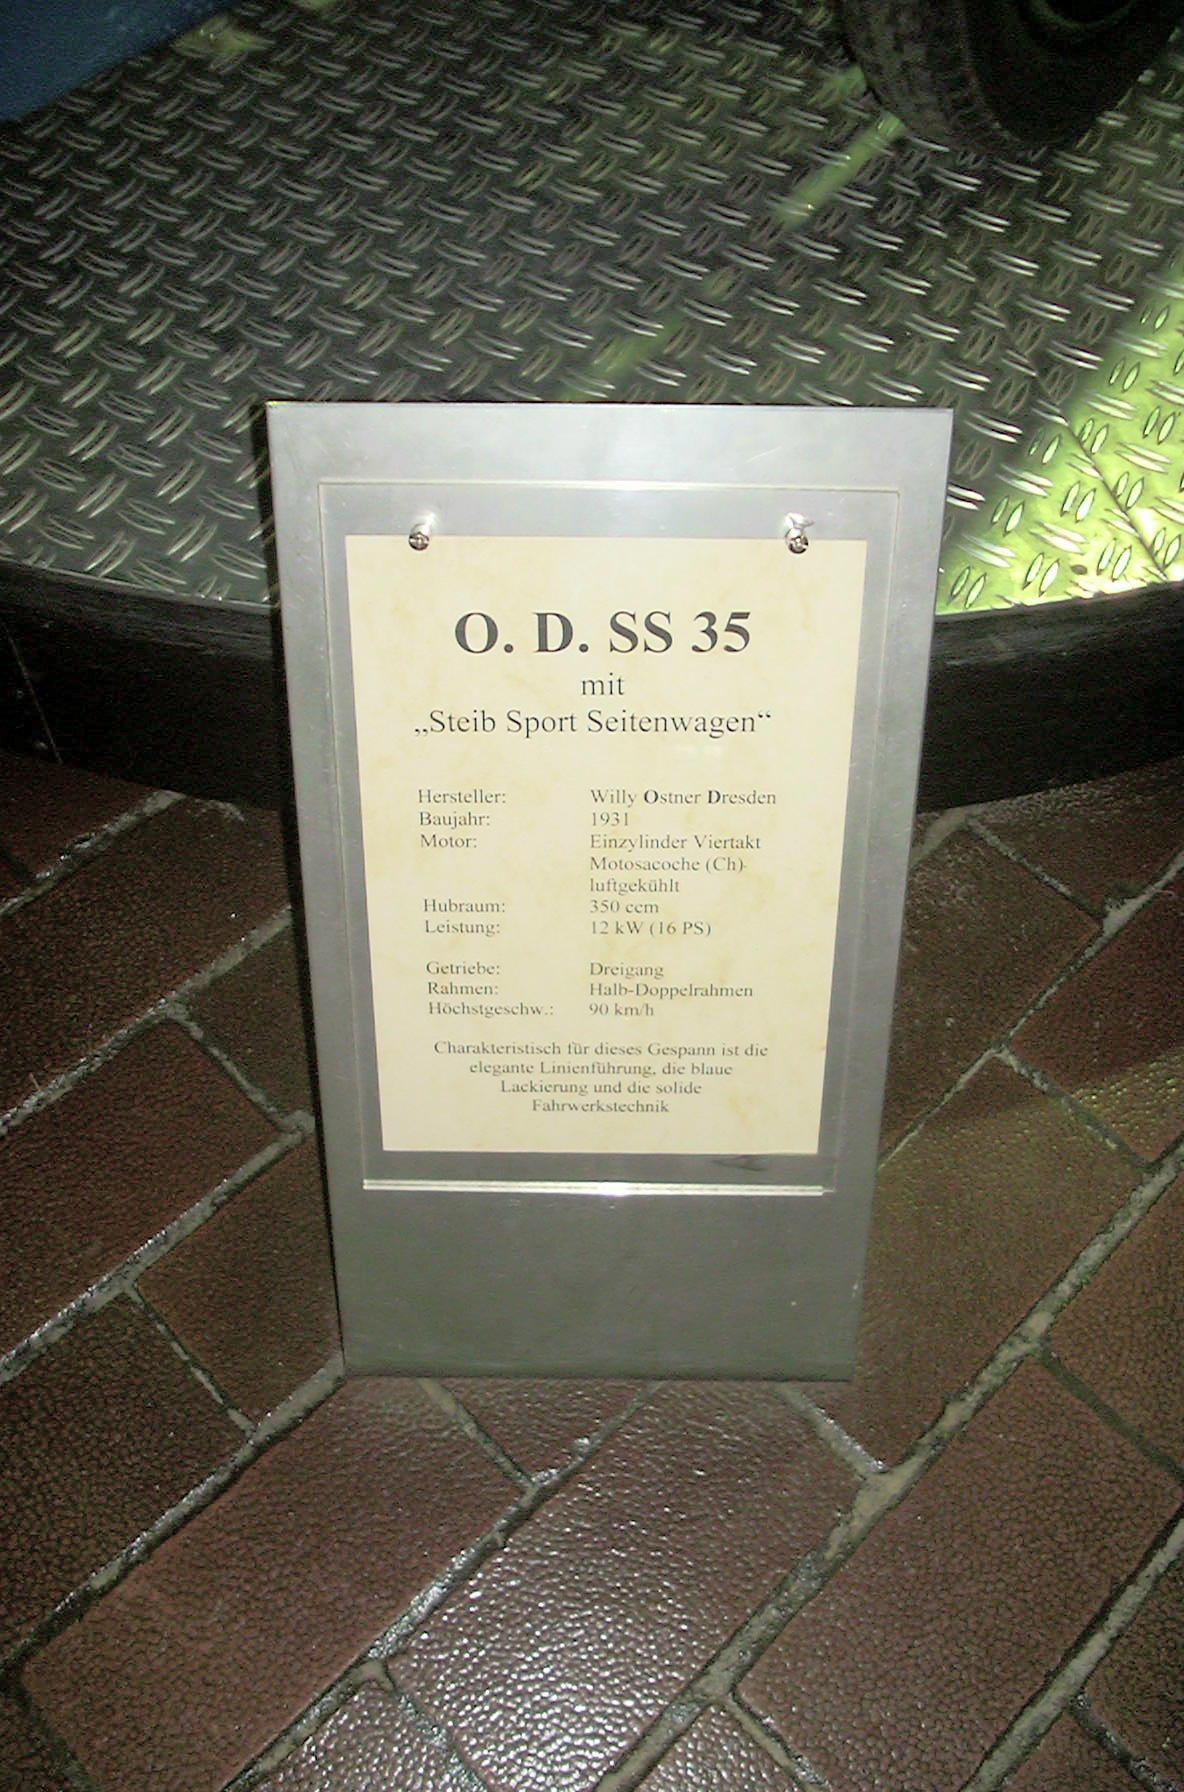 O. D. SS 35
mit
„Steib Sport Seitenwagen“
Hersteller: Willy Ostner Dresden
Baujahr: 1931
Motor: Einzylinder Viertakt
Motosacoche (Ch)-
luftgekühlt
Hubraum: 350 ccm
Leistung: 12 kW (16 PS)
Getriebe: Dreigang
Rahmen: Halb-Doppelrahmen
Höchstgeschw.: 90 km/h
Charakteristisch für dieses Gespann ist die
elegante Linienführung, die blaue
Lackierung und die solide
Fahrwerkstechnik